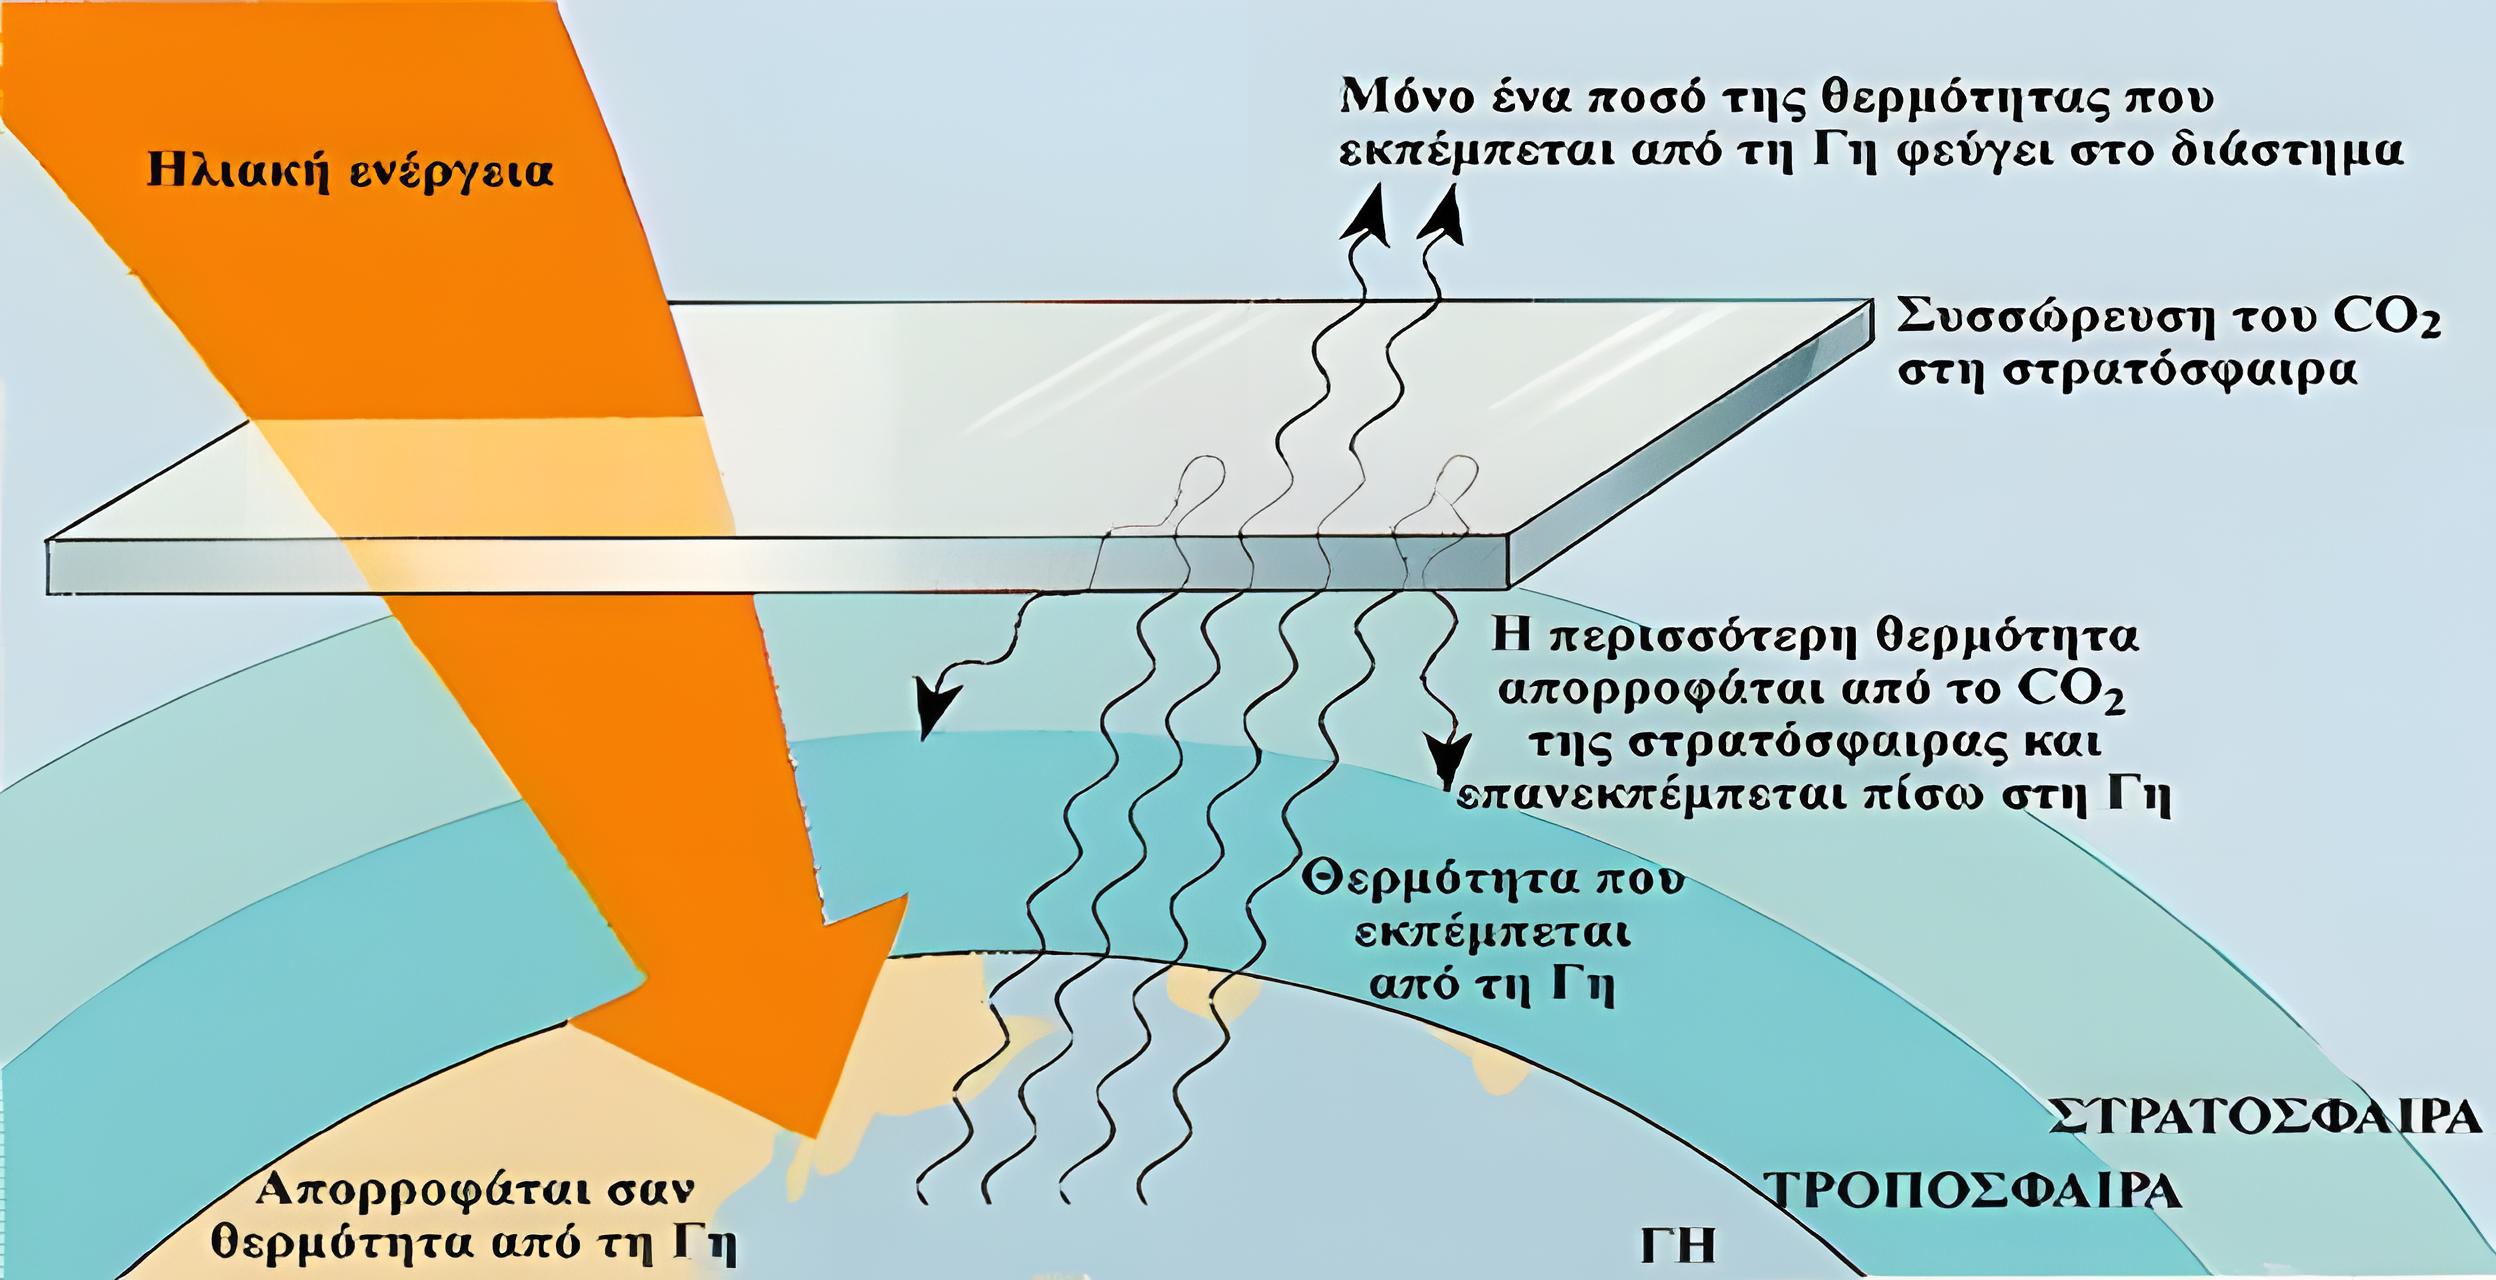 Μόνο ένα ποσό της θερμότητας που
εκπέμπεται από τη Γη φεύγει στο διάστημα
Ηλιακή ενέργεια
Συσσώρευση του CO₂
στη στρατόσφαιρα
Η περισσότερη θερμότητα
απορροφάται από το CO₂
της στρατόσφαιρας και
επανεκπέμπεται πίσω στη Γη
Θερμότητα που
εκπέμπεται
από τη Γη
ΣΤΡΑΤΟΣΦΑΙΡΑ
ΤΡΟΠΟΣΦΑΙΡΑ
ΓΗ
Απορροφάται σαν
θερμότητα από τη Γη